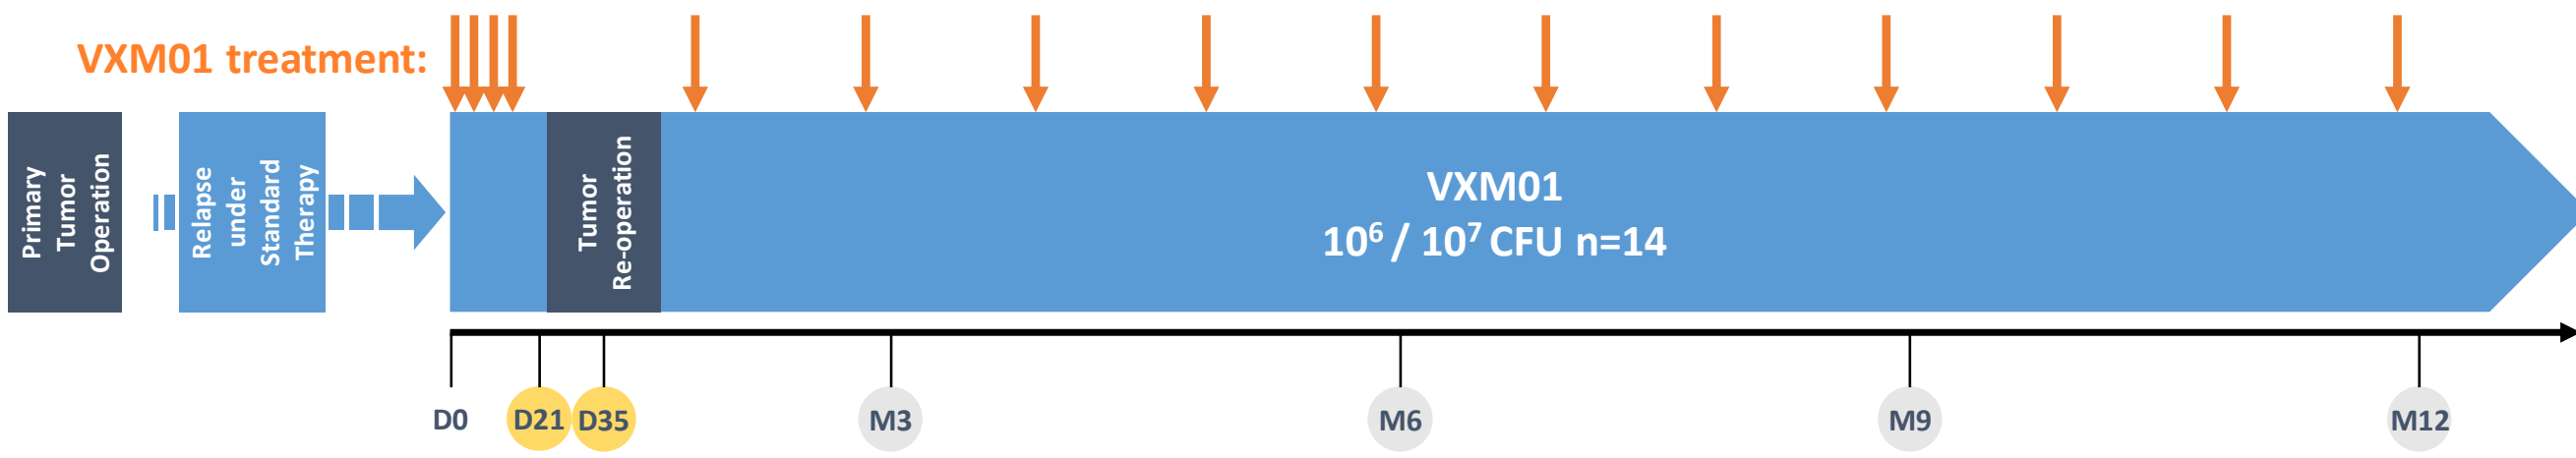 VXM01 treatment:
Primary
Tumor
Operation
Relapse
under
Standard
Therapy
Tumor
Re-operation
VXM01
10⁶ / 10⁷ CFU n=14
D0
D21
D35
M3
M6
M9
M12